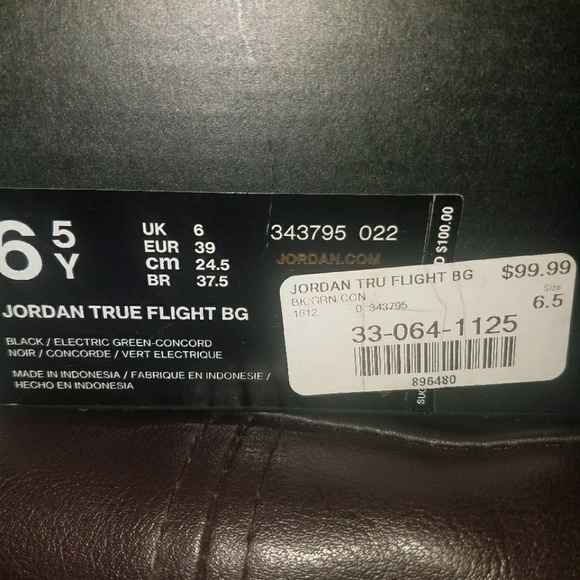 6 5 Y
UK 6
EUR 39
cm 24.5
BR 37.5
343795 022
JORDAN.COM
D $100.00
JORDAN TRUE FLIGHT BG
BLACK / ELECTRIC GREEN-CONCORD
NOIR / CONCORDE / VERT ELECTRIQUE
MADE IN INDONESIA / FABRIQUE EN INDONESIE /
HECHO EN INDONESIA
JORDAN TRU FLIGHT BG $99.99
BK/GRN/CON Size
1612 0 343795 6.5
33-064-1125
896480